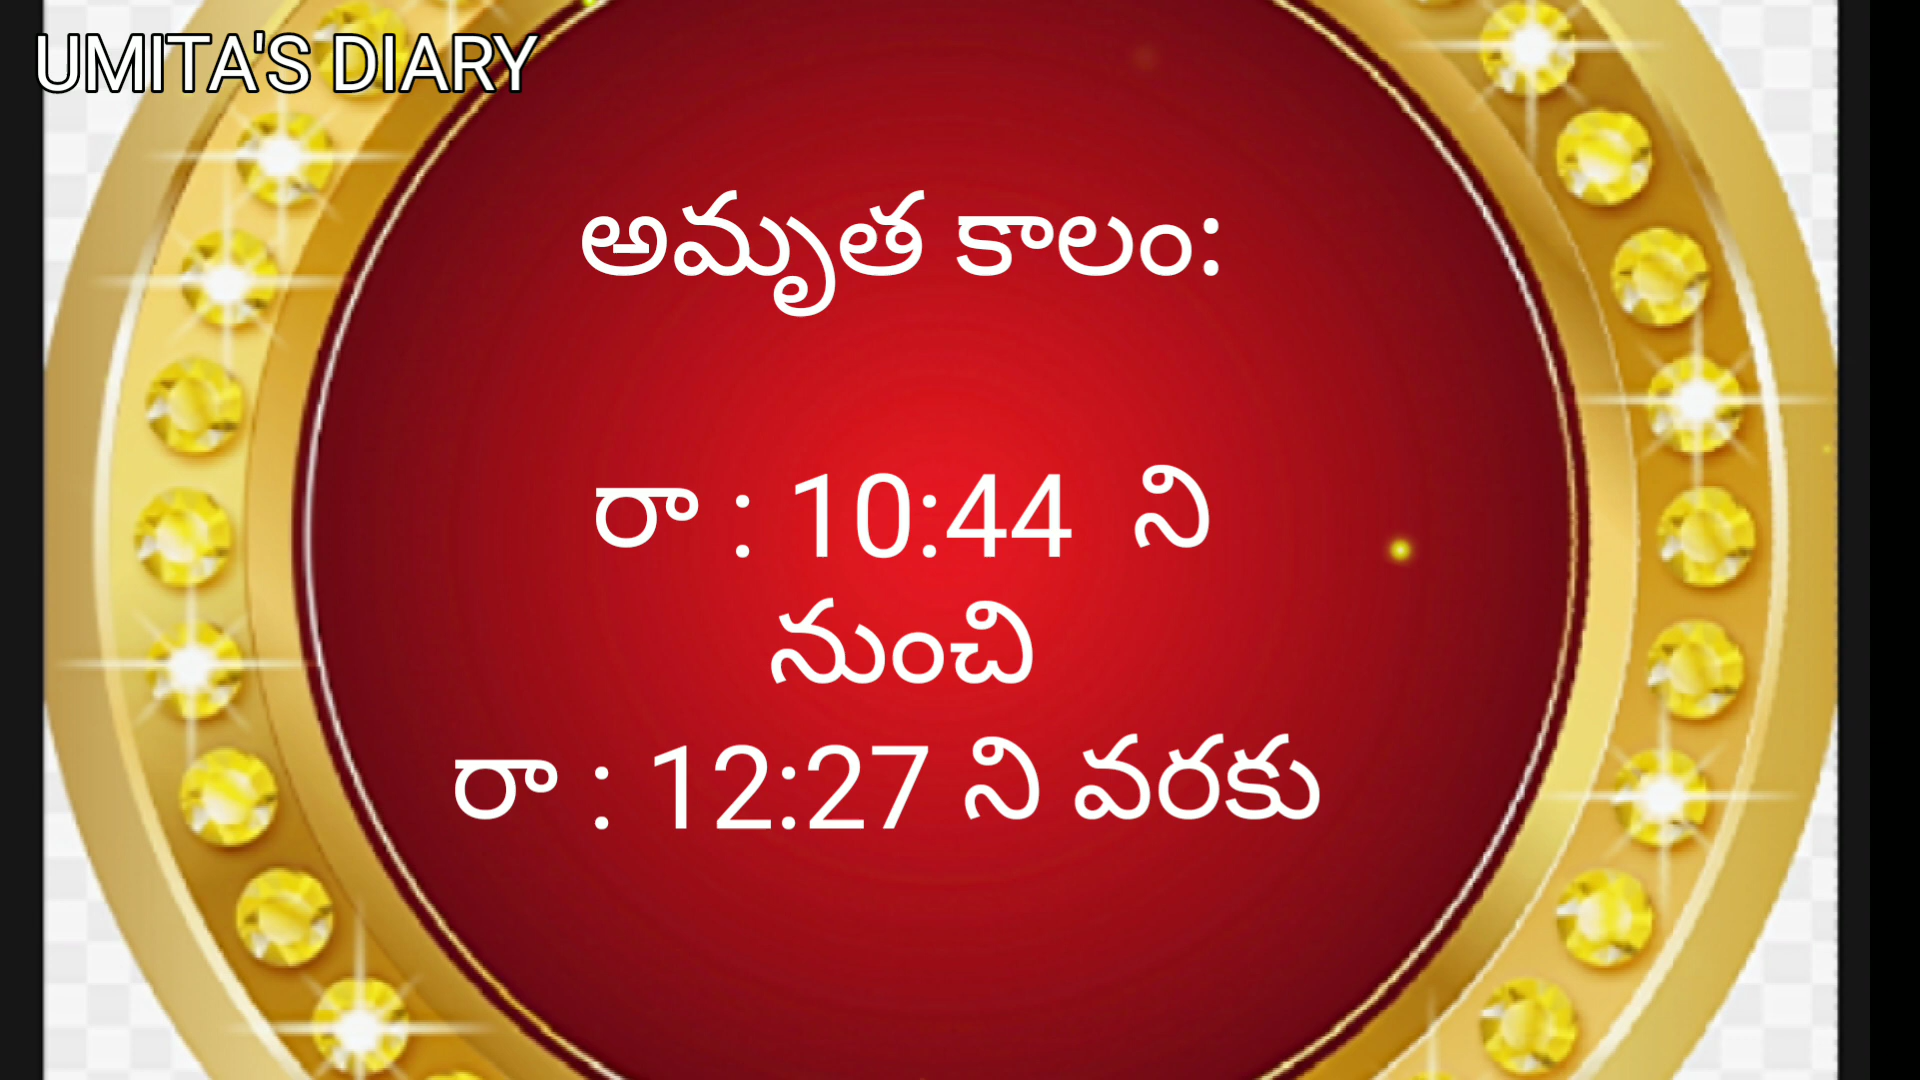 UMITA'S DIARY
అమృత కాలం:
రా : 10:44 ని
నుంచి
రా : 12:27 ని వరకు